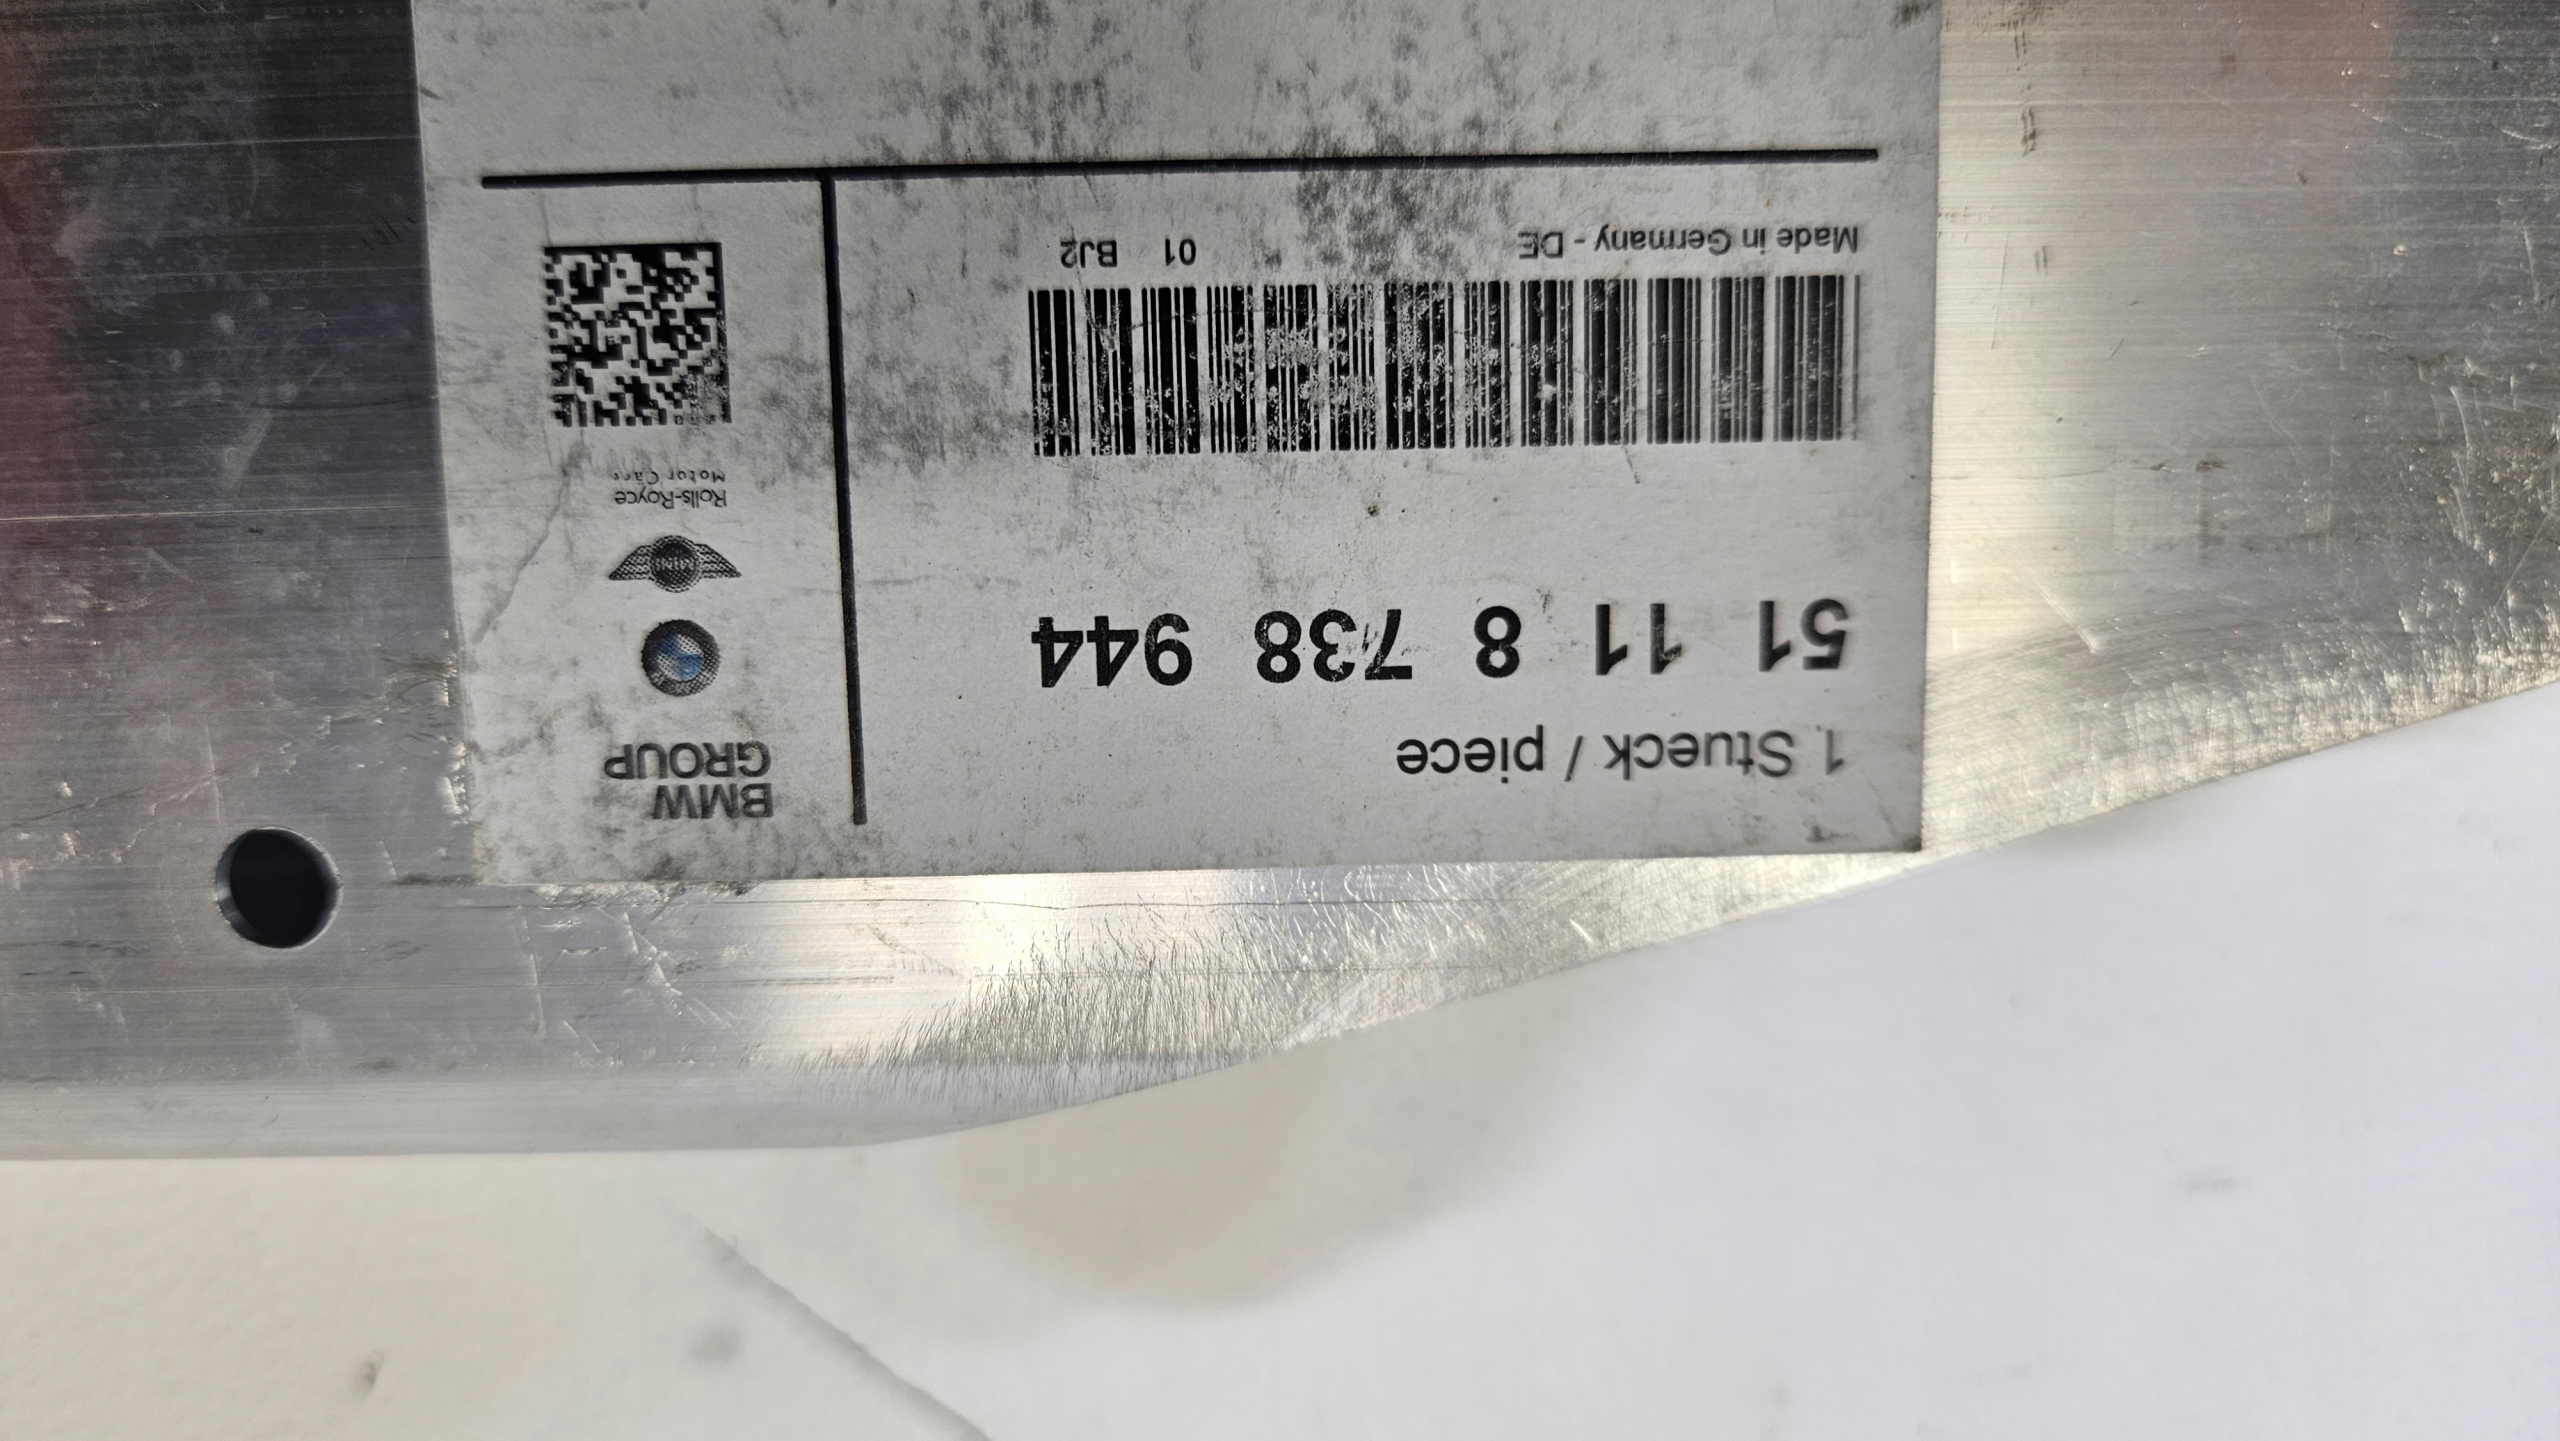 1 Stueck / piece
51 11 8 738 944
Made in Germany - DE 01 BJ2
BMW
GROUP
MINI
Rolls-Royce
Motor Cars